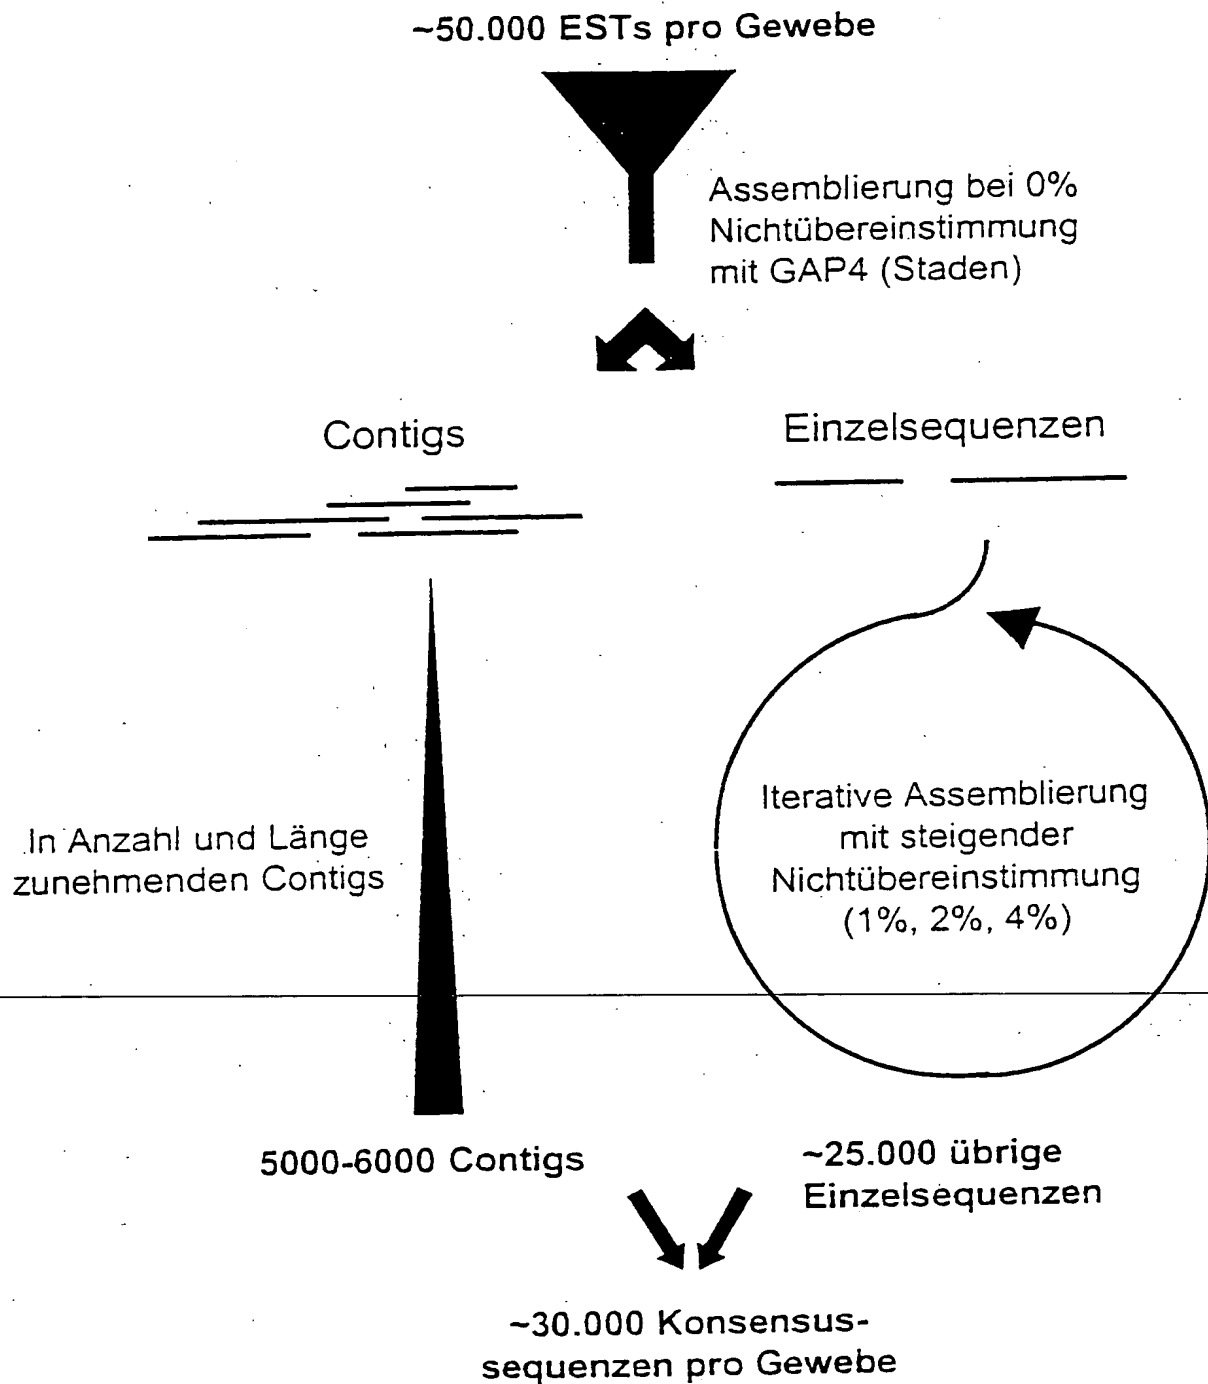 ~50.000 ESTs pro Gewebe
Assemblierung bei 0%
Nichtübereinstimmung
mit GAP4 (Staden)
Contigs
Einzelsequenzen
In Anzahl und Länge
zunehmenden Contigs
Iterative Assemblierung
mit steigender
Nichtübereinstimmung
(1%, 2%, 4%)
5000-6000 Contigs
~25.000 übrige
Einzelsequenzen
~30.000 Konsensus-
sequenzen pro Gewebe